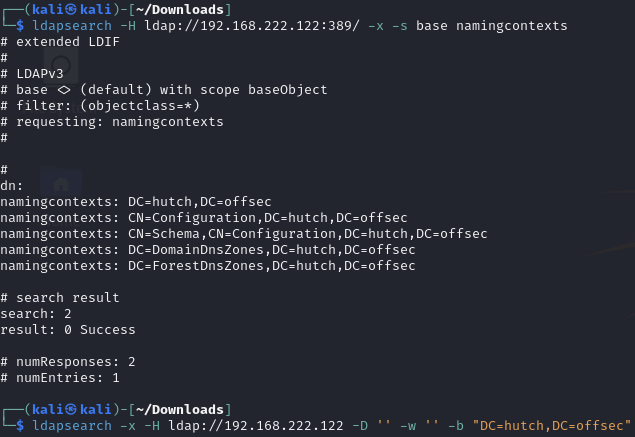 ┌──(kali㉿kali)-[~/Downloads]
└─$ ldapsearch -H ldap://192.168.222.122:389/ -x -s base namingcontexts
# extended LDIF
#
# LDAPv3
# base <> (default) with scope baseObject
# filter: (objectclass=*)
# requesting: namingcontexts
#

#
dn:
namingcontexts: DC=hutch,DC=offsec
namingcontexts: CN=Configuration,DC=hutch,DC=offsec
namingcontexts: CN=Schema,CN=Configuration,DC=hutch,DC=offsec
namingcontexts: DC=DomainDnsZones,DC=hutch,DC=offsec
namingcontexts: DC=ForestDnsZones,DC=hutch,DC=offsec

# search result
search: 2
result: 0 Success

# numResponses: 2
# numEntries: 1

┌──(kali㉿kali)-[~/Downloads]
└─$ ldapsearch -x -H ldap://192.168.222.122 -D '' -w '' -b "DC=hutch,DC=offsec"